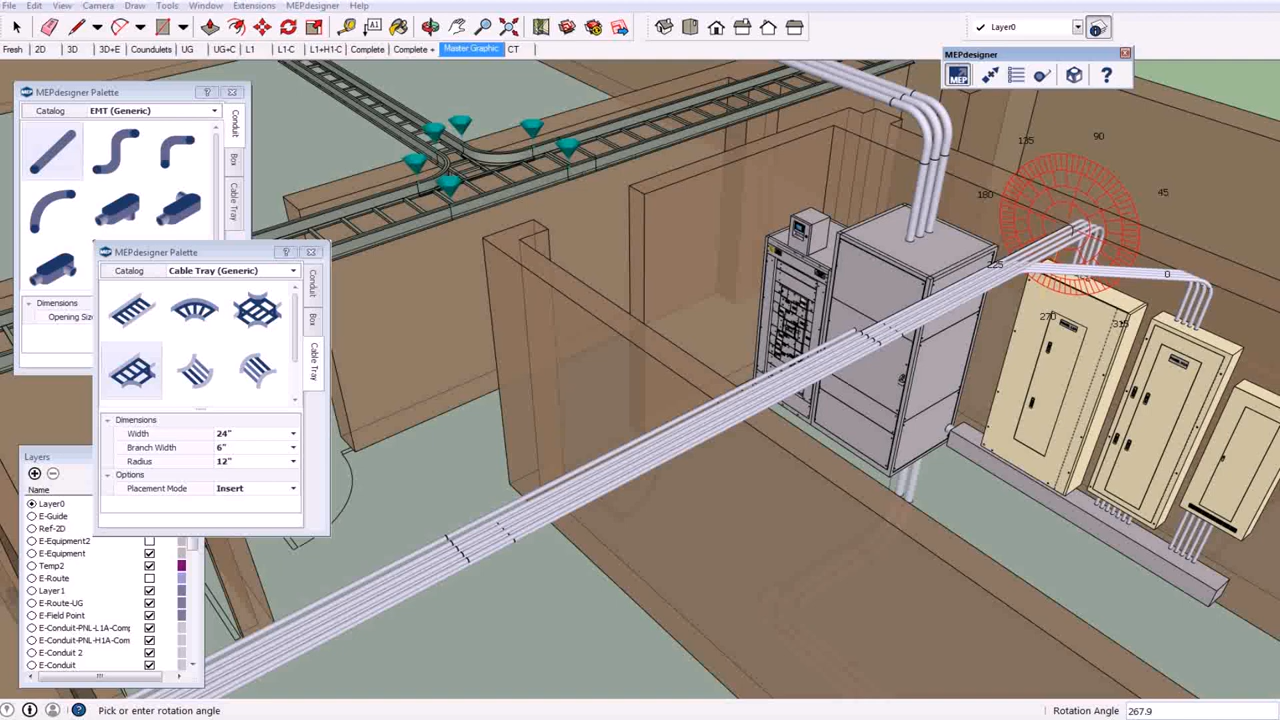 File Edit Camera Draw Tools Window Extensions MEPdesigner Help
Layer0
Fresh 2D 3D 3D+E Coundulets UG UG+C L1 L1-C L1+H1-C Complete Complete + Master Graphic CT
MEPdesigner
MEP
MEPdesigner Palette
Catalog EMT (Generic)
Conduit
Box
Cable Tray
Dimensions
Opening Size
MEPdesigner Palette
Catalog Cable Tray (Generic)
Conduit
Box
Cable Tray
Dimensions
Width 24"
Branch Width 6"
Radius 12"
Options
Placement Mode Insert
Layers
Name
Layer0
E-Guide
Ref-2D
E-Equipment2
E-Equipment
Temp2
E-Route
Layer1
E-Route-UG
E-Field Point
E-Conduit-PNL-L1A-Comp
E-Conduit-PNL-H1A-Com
E-Conduit 2
E-Conduit
90
135
45
180
225
0
270
315
Pick or enter rotation angle
Rotation Angle 267.9